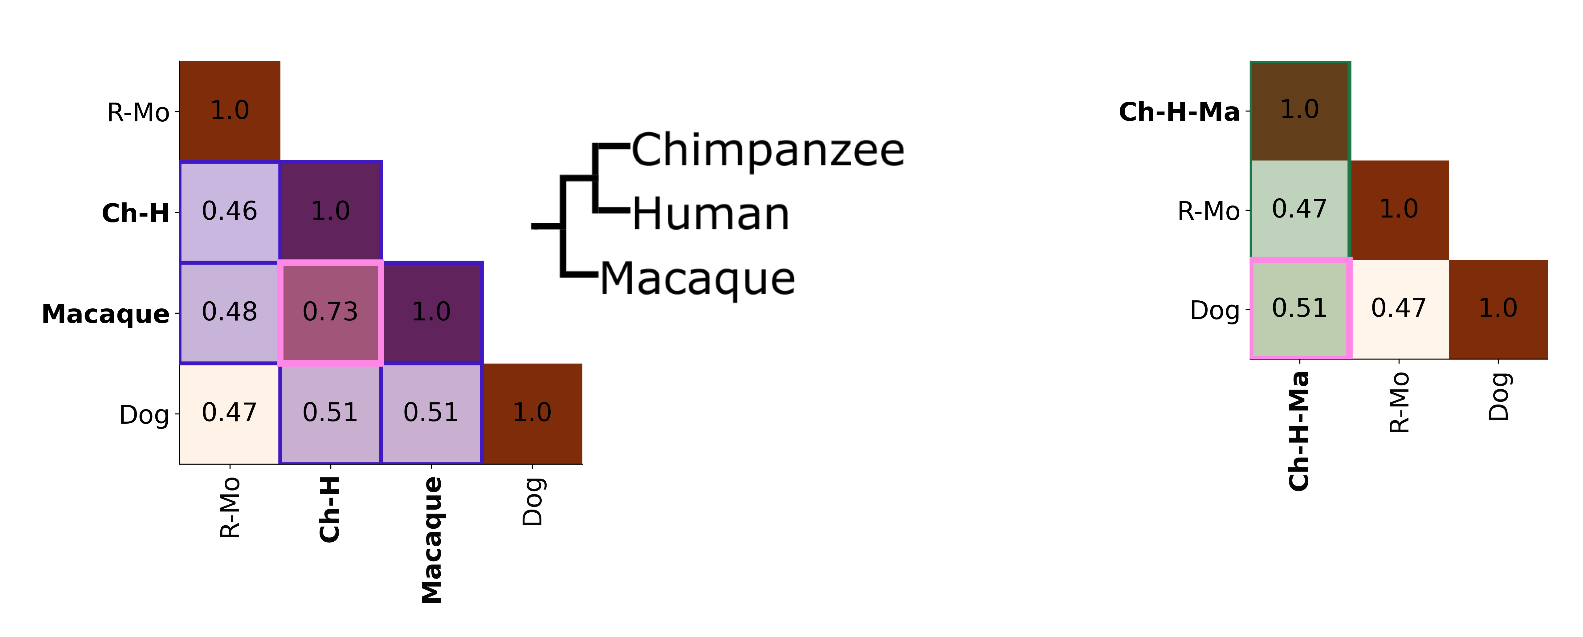 R-Mo 1.0
Ch-H 0.46 1.0
Macaque 0.48 0.73 1.0
Dog 0.47 0.51 0.51 1.0
R-Mo Ch-H Macaque Dog
Chimpanzee
Human
Macaque
Ch-H-Ma 1.0
R-Mo 0.47 1.0
Dog 0.51 0.47 1.0
Ch-H-Ma R-Mo Dog